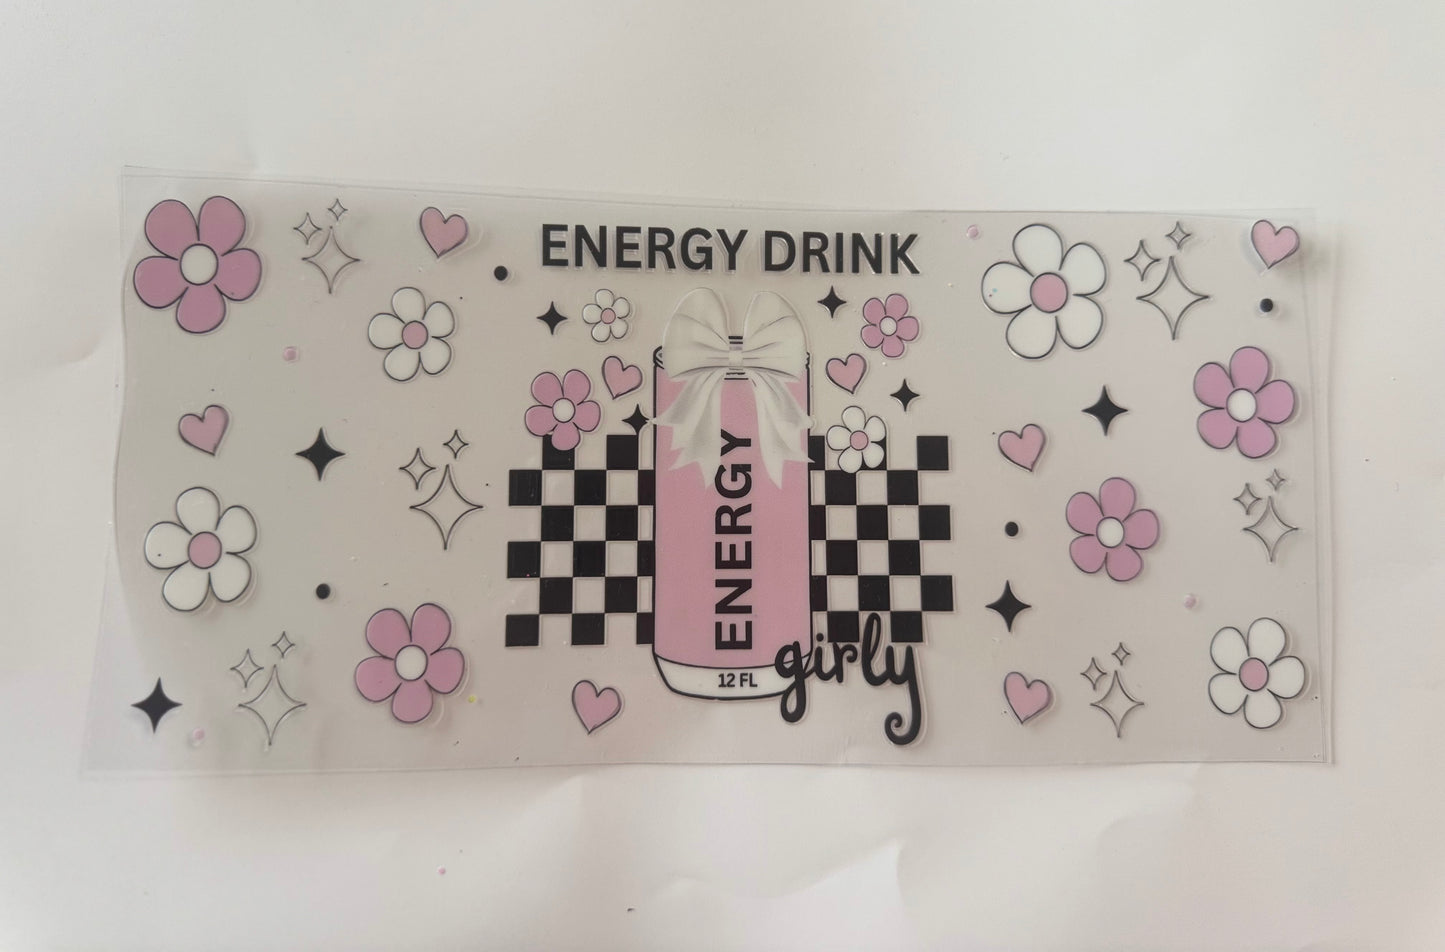 ENERGY DRINK
ENERGY
12 FL
girly